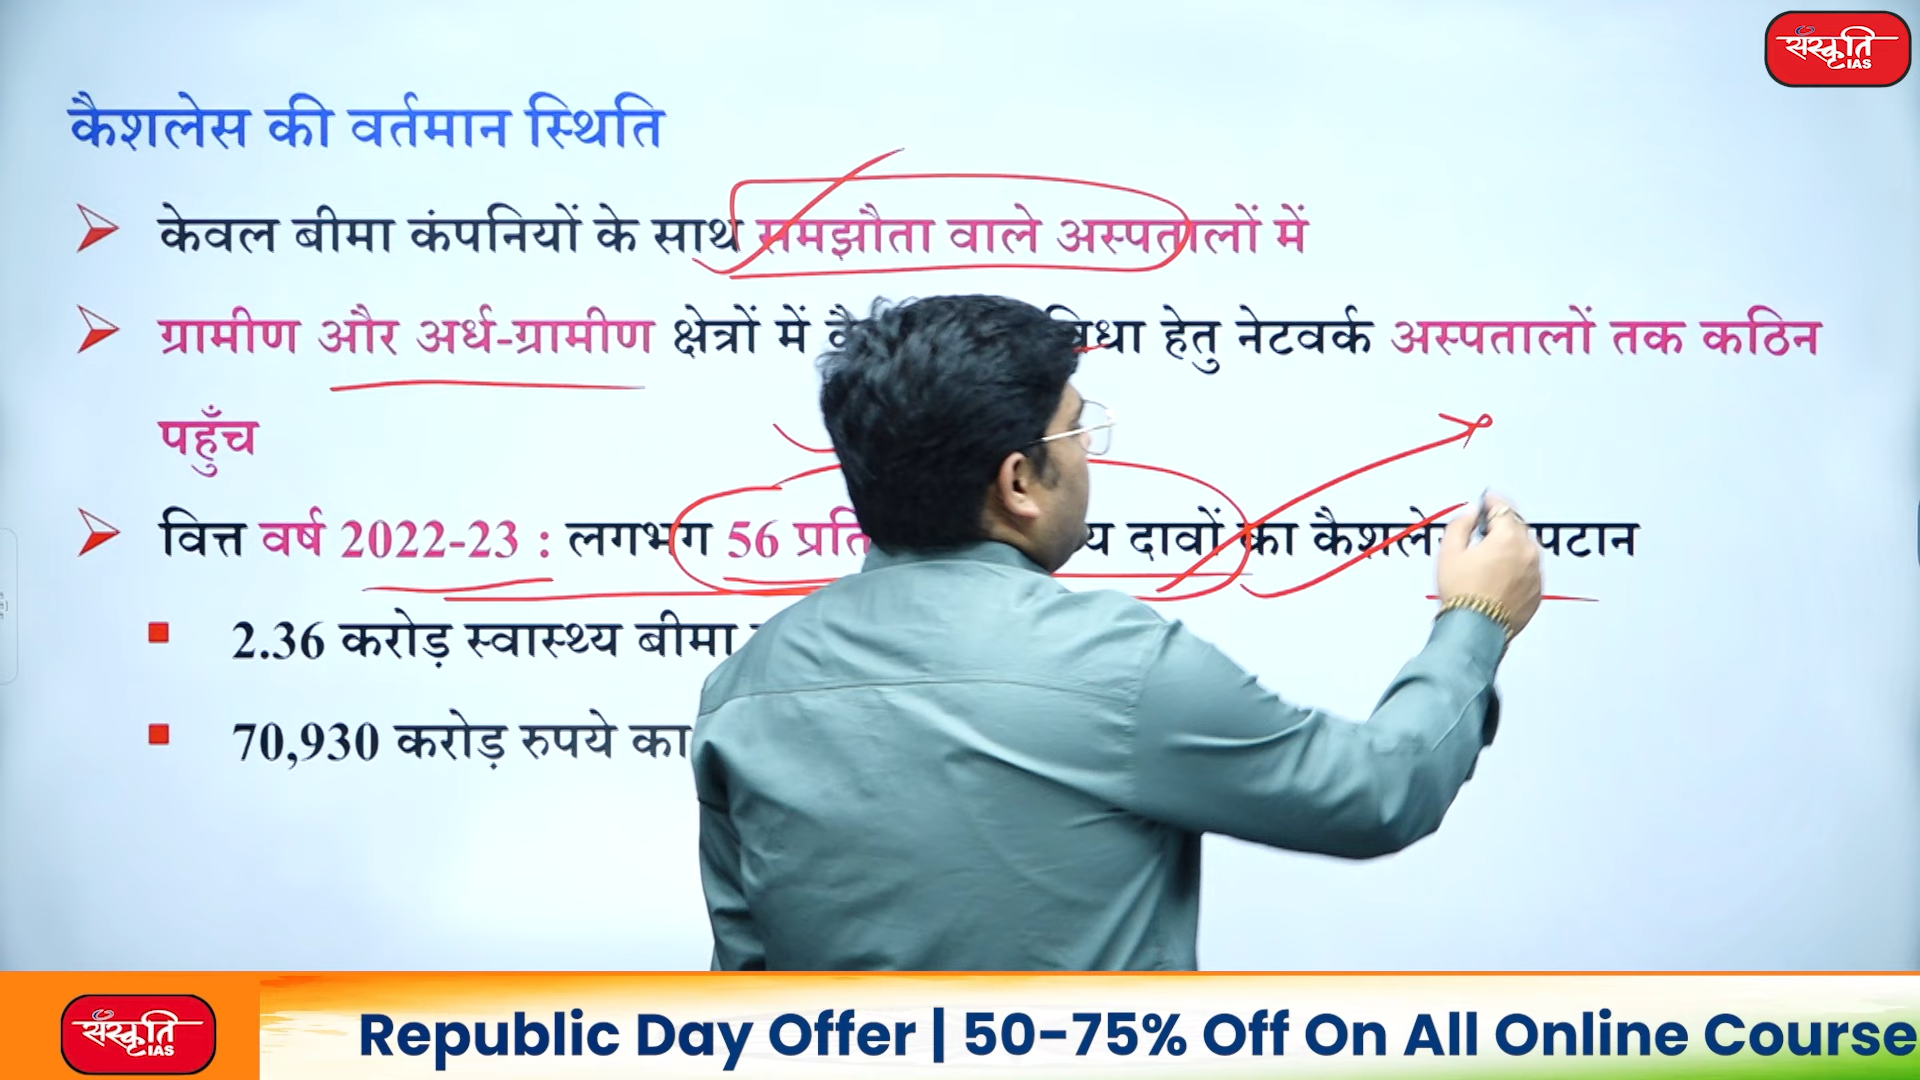 संस्कृति
IAS
कैशलेस की वर्तमान स्थिति
केवल बीमा कंपनियों के साथ समझौता वाले अस्पतालों में
ग्रामीण और अर्ध-ग्रामीण क्षेत्रों में हेतु नेटवर्क अस्पतालों तक कठिन
पहुँच
वित्त वर्ष 2022-23 : लगभग 56 दावों का
2.36 करोड़ स्वास्थ्य बीमा
70,930 करोड़ रुपये का
संस्कृति
IAS
Republic Day Offer | 50-75% Off On All Online Course